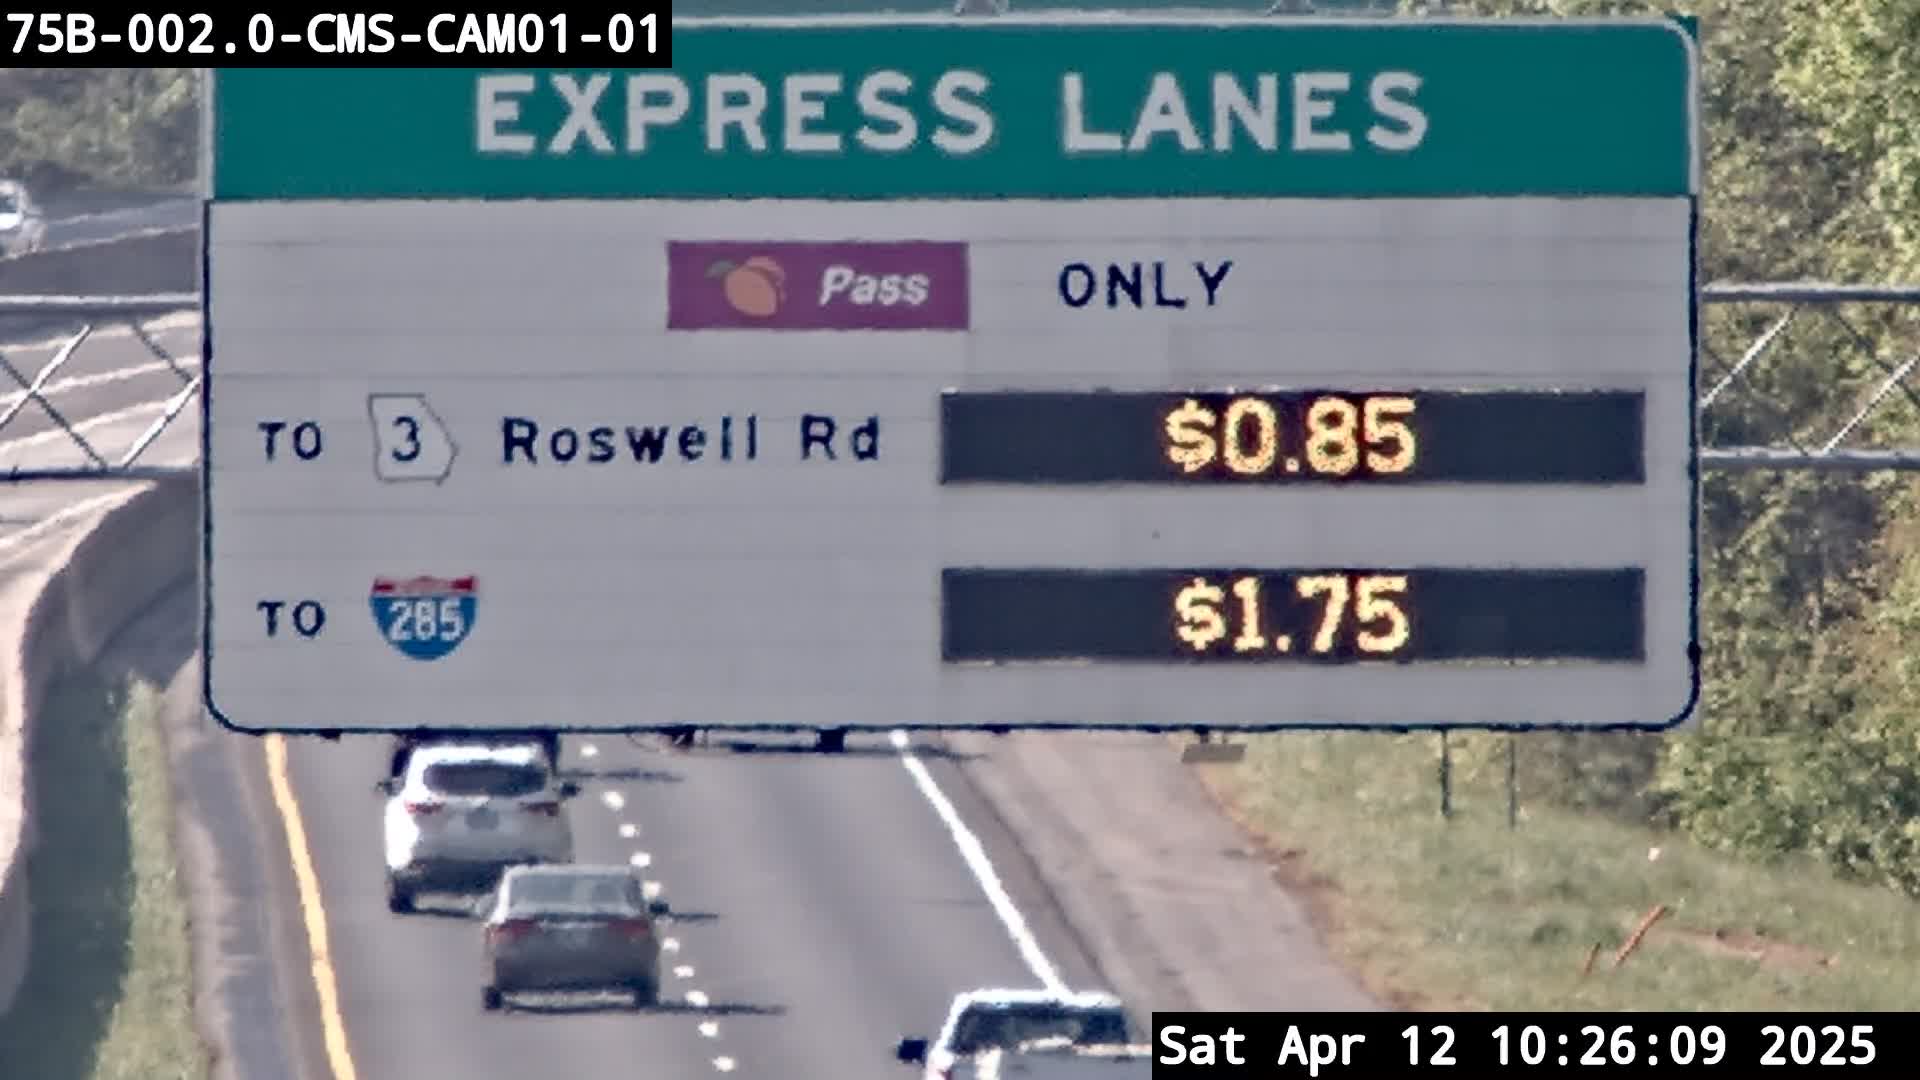 75B-002.0-CMS-CAM01-01
EXPRESS LANES
Pass ONLY
TO 3 Roswell Rd $0.85
TO 285 $1.75
Sat Apr 12 10:26:09 2025